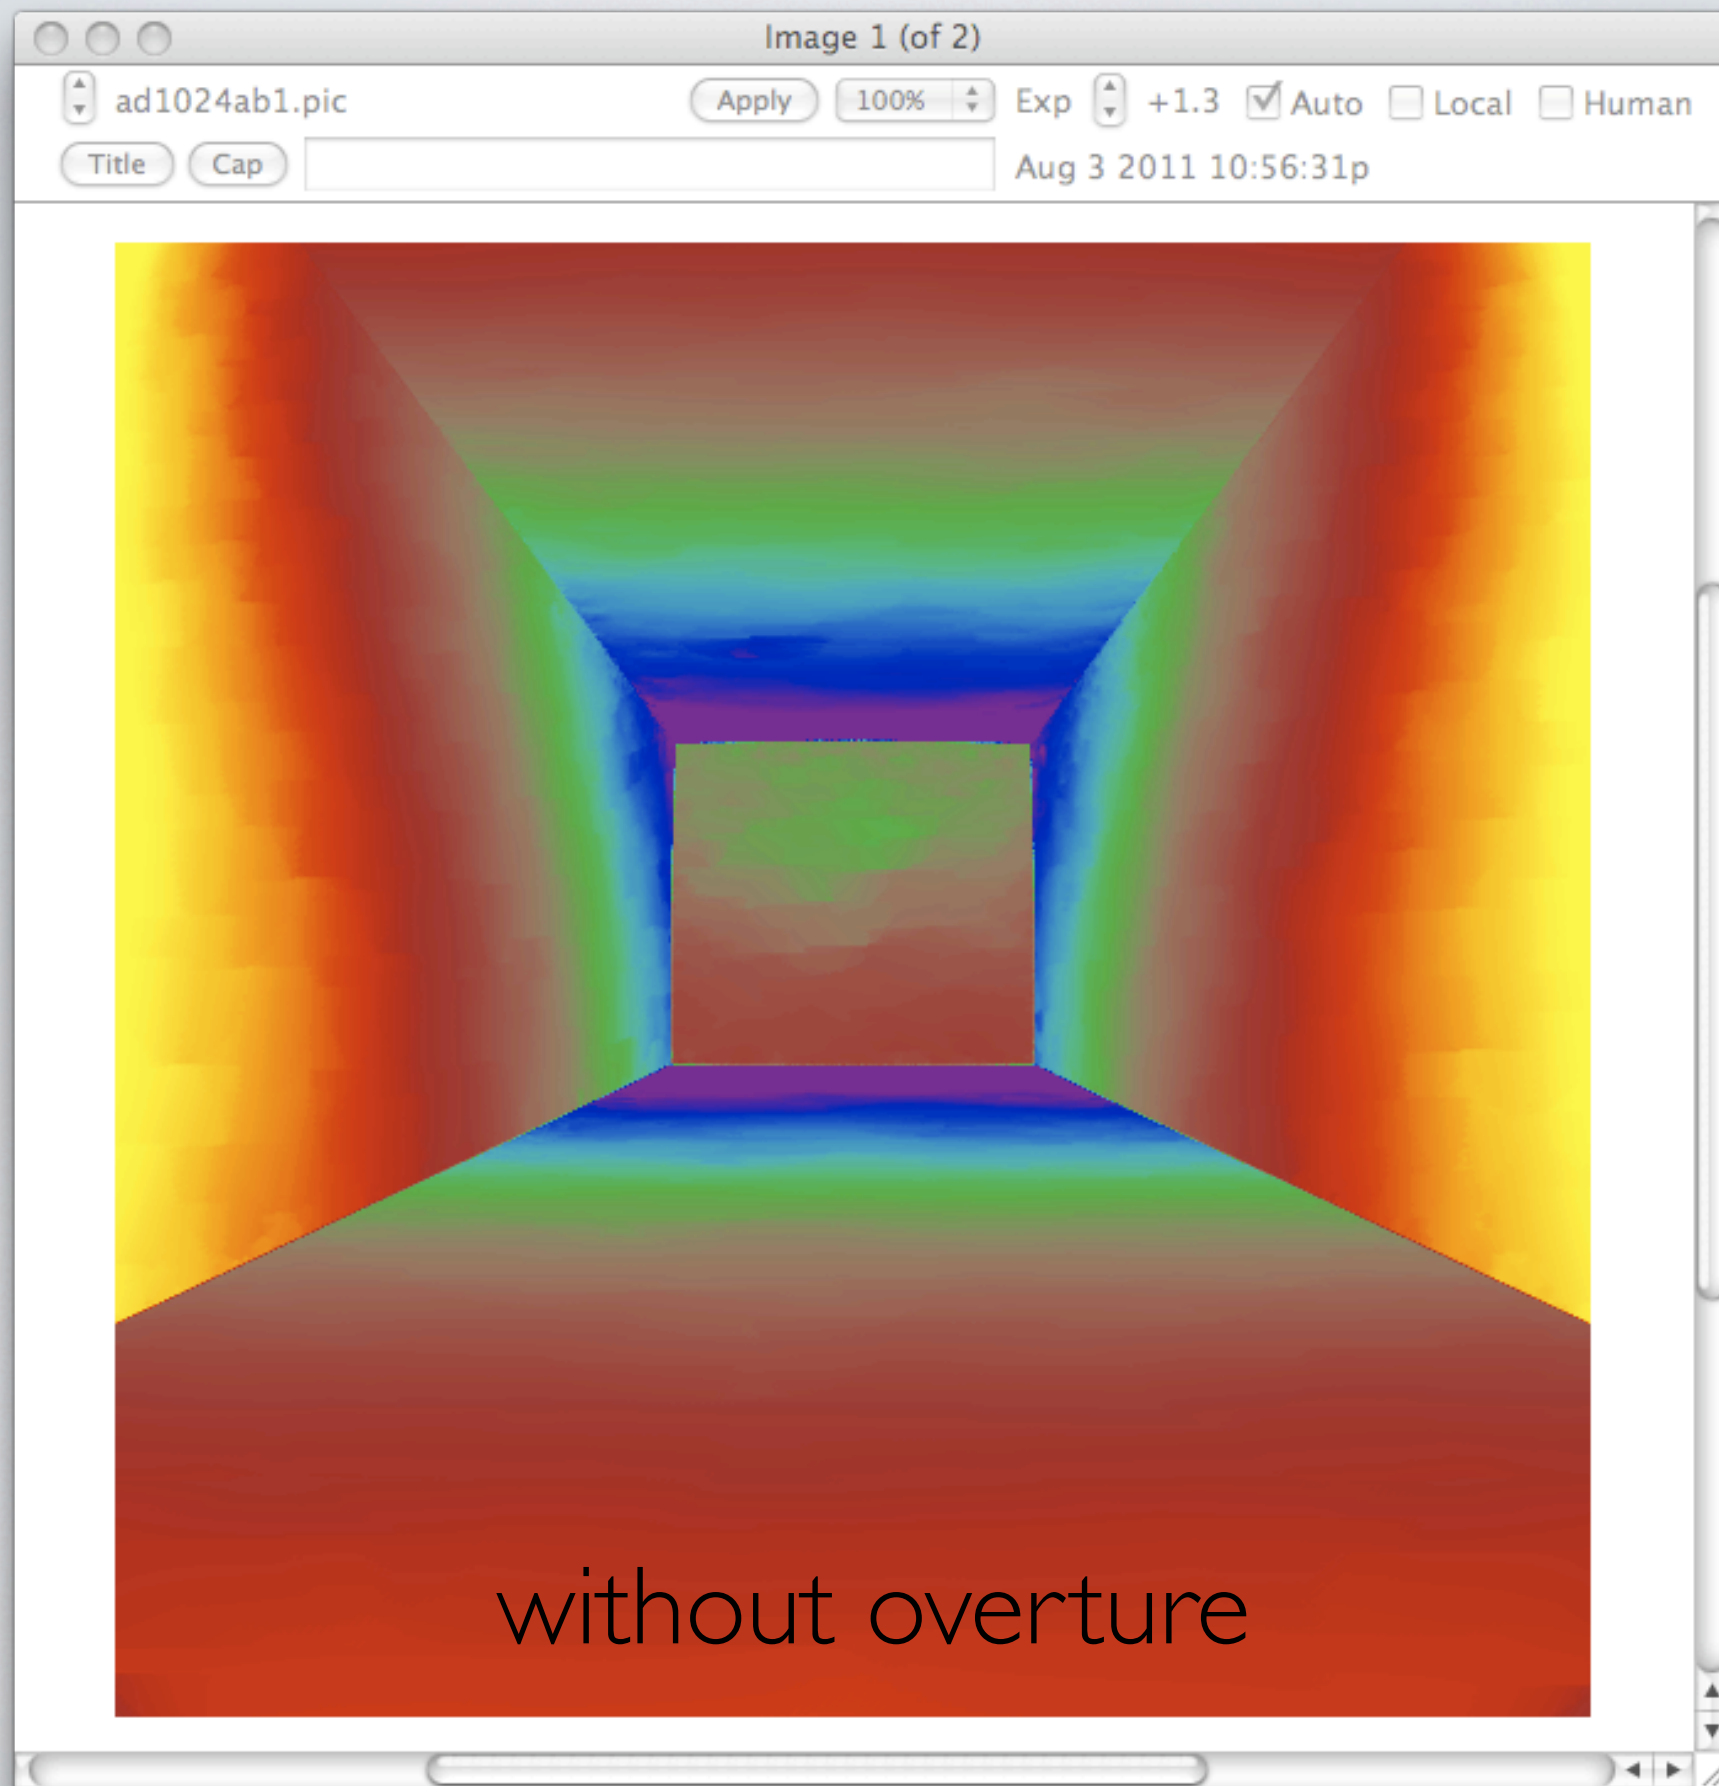 Image 1 (of 2)
ad1024ab1.pic Apply 100% Exp +1.3 Auto Local Human
Title Cap Aug 3 2011 10:56:31p
without overture